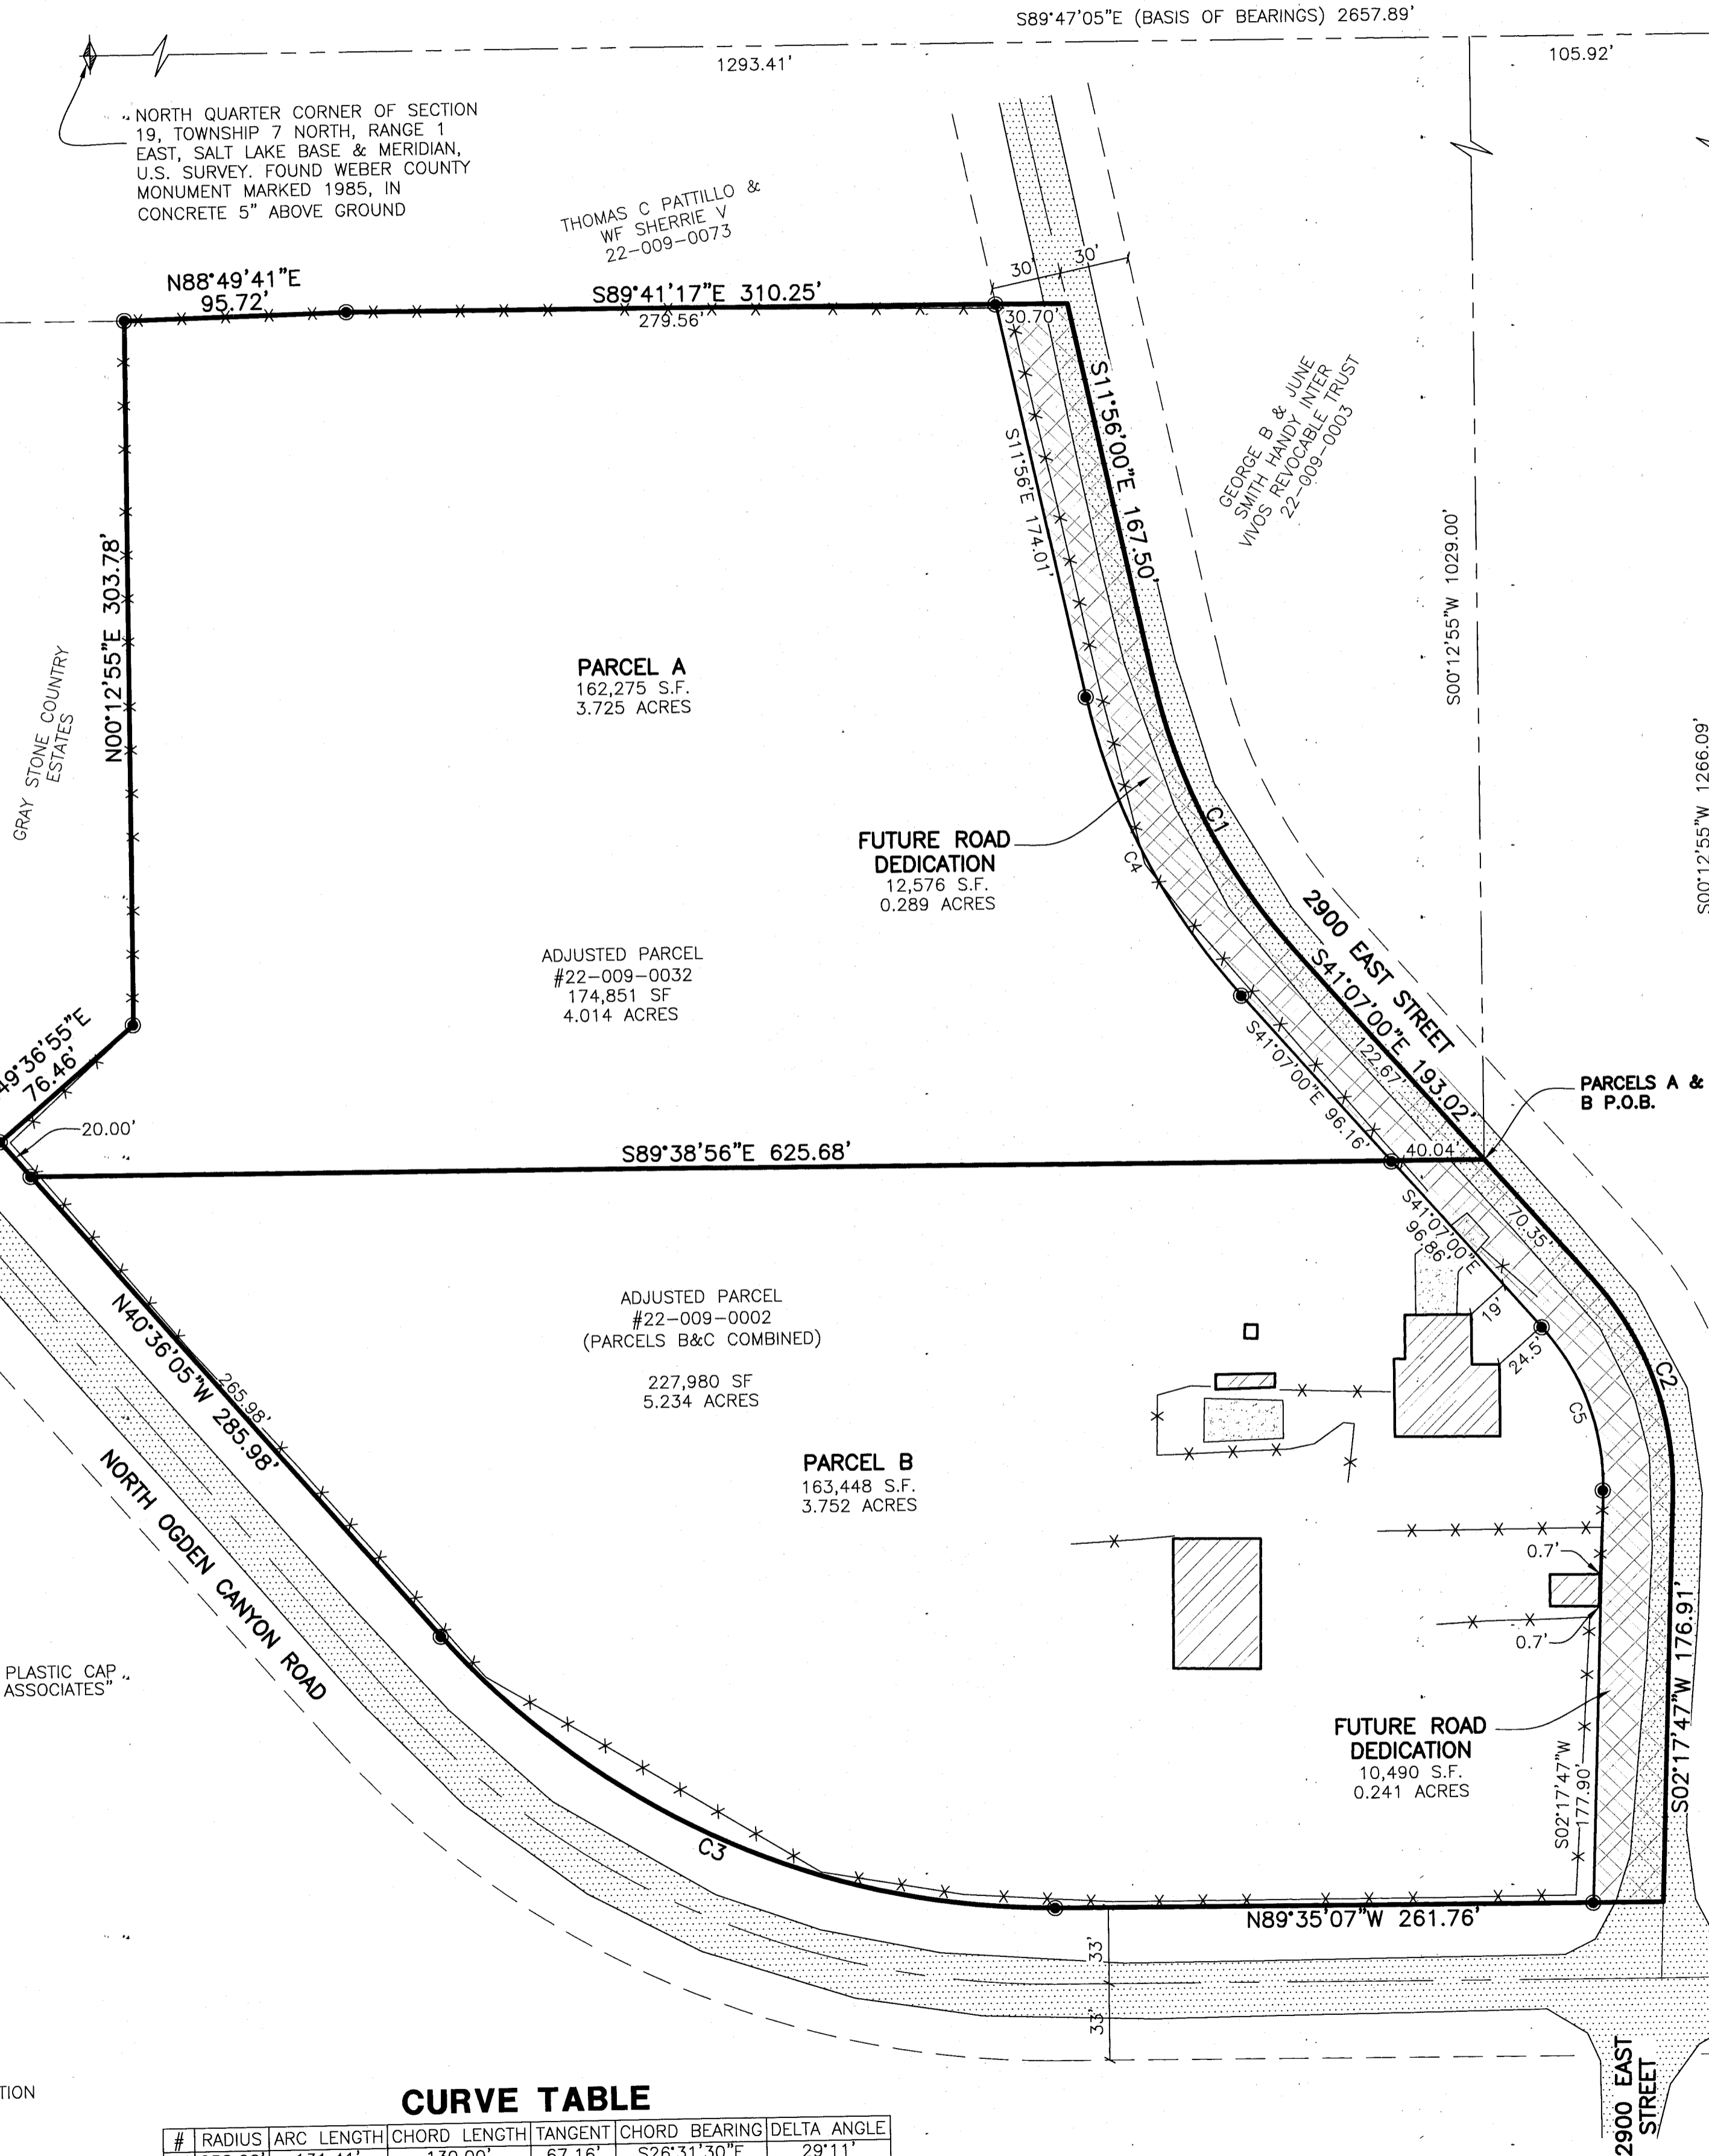 S89°47'05"E (BASIS OF BEARINGS) 2657.89'
1293.41'
105.92'
NORTH QUARTER CORNER OF SECTION
19, TOWNSHIP 7 NORTH, RANGE 1
EAST, SALT LAKE BASE & MERIDIAN,
U.S. SURVEY. FOUND WEBER COUNTY
MONUMENT MARKED 1985, IN
CONCRETE 5" ABOVE GROUND
THOMAS C PATTILLO &
WF SHERRIE V
22-009-0073
30'
30'
N88°49'41"E
95.72'
S89°41'17"E 310.25'
279.56'
30.70'
S11°56'00"E 167.50'
S11°56'E 174.01'
GEORGE B & JUNE
SMITH HANDY INTER
VIVOS REVOCABLE TRUST
22-009-0003
S00°12'55"W 1029.00'
S00°12'55"W 1266.09'
N00°12'55"E 303.78'
GRAY STONE COUNTRY
ESTATES
PARCEL A
162,275 S.F.
3.725 ACRES
C1
C4
FUTURE ROAD
DEDICATION
12,576 S.F.
0.289 ACRES
2900 EAST STREET
S41°07'00"E 193.02'
122.67'
S41°07'00"E 96.16'
ADJUSTED PARCEL
#22-009-0032
174,851 SF
4.014 ACRES
49°36'55"E
76.46'
20.00'
PARCELS A &
B P.O.B.
S89°38'56"E 625.68'
40.04'
S41°07'00"E
96.86'
70.35'
19'
24.5'
C2
C5
ADJUSTED PARCEL
#22-009-0002
(PARCELS B&C COMBINED)
227,980 SF
5.234 ACRES
N40°36'05"W 285.98'
265.98'
NORTH OGDEN CANYON ROAD
PARCEL B
163,448 S.F.
3.752 ACRES
0.7'
0.7'
S02°17'47"W 176.91'
S02°17'47"W
177.90'
PLASTIC CAP
ASSOCIATES"
FUTURE ROAD
DEDICATION
10,490 S.F.
0.241 ACRES
C3
N89°35'07"W 261.76'
33'
33'
2900 EAST
STREET
TION
CURVE TABLE
# RADIUS ARC LENGTH CHORD LENGTH TANGENT CHORD BEARING DELTA ANGLE
130.00' 67.16' S26°31'30"E 29°11'